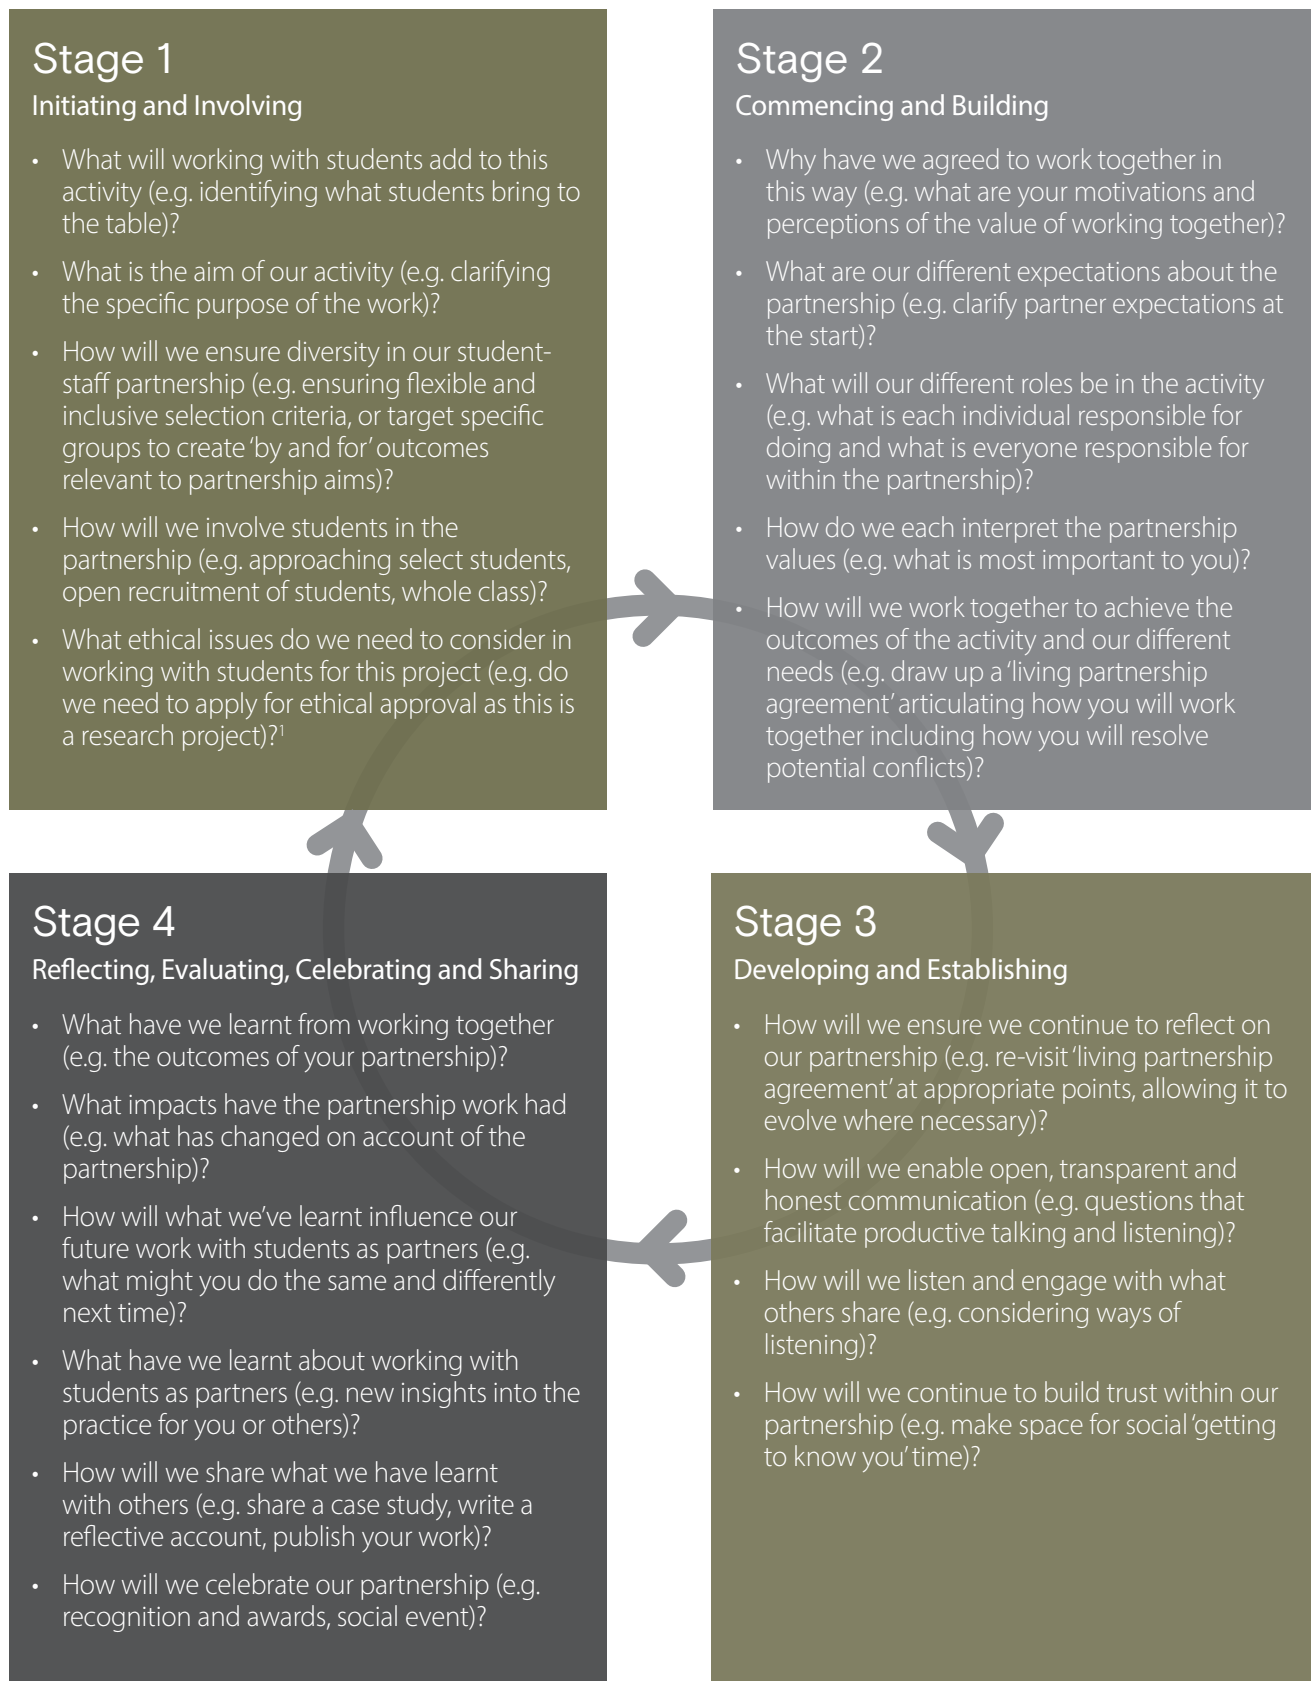 Stage 1
Initiating and Involving
• What will working with students add to this
activity (e.g. identifying what students bring to
the table)?
• What is the aim of our activity (e.g. clarifying
the specific purpose of the work)?
• How will we ensure diversity in our student-
staff partnership (e.g. ensuring flexible and
inclusive selection criteria, or target specific
groups to create ‘by and for’ outcomes
relevant to partnership aims)?
• How will we involve students in the
partnership (e.g. approaching select students,
open recruitment of students, whole class)?
• What ethical issues do we need to consider in
working with students for this project (e.g. do
we need to apply for ethical approval as this is
a research project)?¹
Stage 2
Commencing and Building
• Why have we agreed to work together in
this way (e.g. what are your motivations and
perceptions of the value of working together)?
• What are our different expectations about the
partnership (e.g. clarify partner expectations at
the start)?
• What will our different roles be in the activity
(e.g. what is each individual responsible for
doing and what is everyone responsible for
within the partnership)?
• How do we each interpret the partnership
values (e.g. what is most important to you)?
• How will we work together to achieve the
outcomes of the activity and our different
needs (e.g. draw up a ‘living partnership
agreement’ articulating how you will work
together including how you will resolve
potential conflicts)?
Stage 4
Reflecting, Evaluating, Celebrating and Sharing
• What have we learnt from working together
(e.g. the outcomes of your partnership)?
• What impacts have the partnership work had
(e.g. what has changed on account of the
partnership)?
• How will what we’ve learnt influence our
future work with students as partners (e.g.
what might you do the same and differently
next time)?
• What have we learnt about working with
students as partners (e.g. new insights into the
practice for you or others)?
• How will we share what we have learnt
with others (e.g. share a case study, write a
reflective account, publish your work)?
• How will we celebrate our partnership (e.g.
recognition and awards, social event)?
Stage 3
Developing and Establishing
• How will we ensure we continue to reflect on
our partnership (e.g. re-visit ‘living partnership
agreement’ at appropriate points, allowing it to
evolve where necessary)?
• How will we enable open, transparent and
honest communication (e.g. questions that
facilitate productive talking and listening)?
• How will we listen and engage with what
others share (e.g. considering ways of
listening)?
• How will we continue to build trust within our
partnership (e.g. make space for social ‘getting
to know you’ time)?